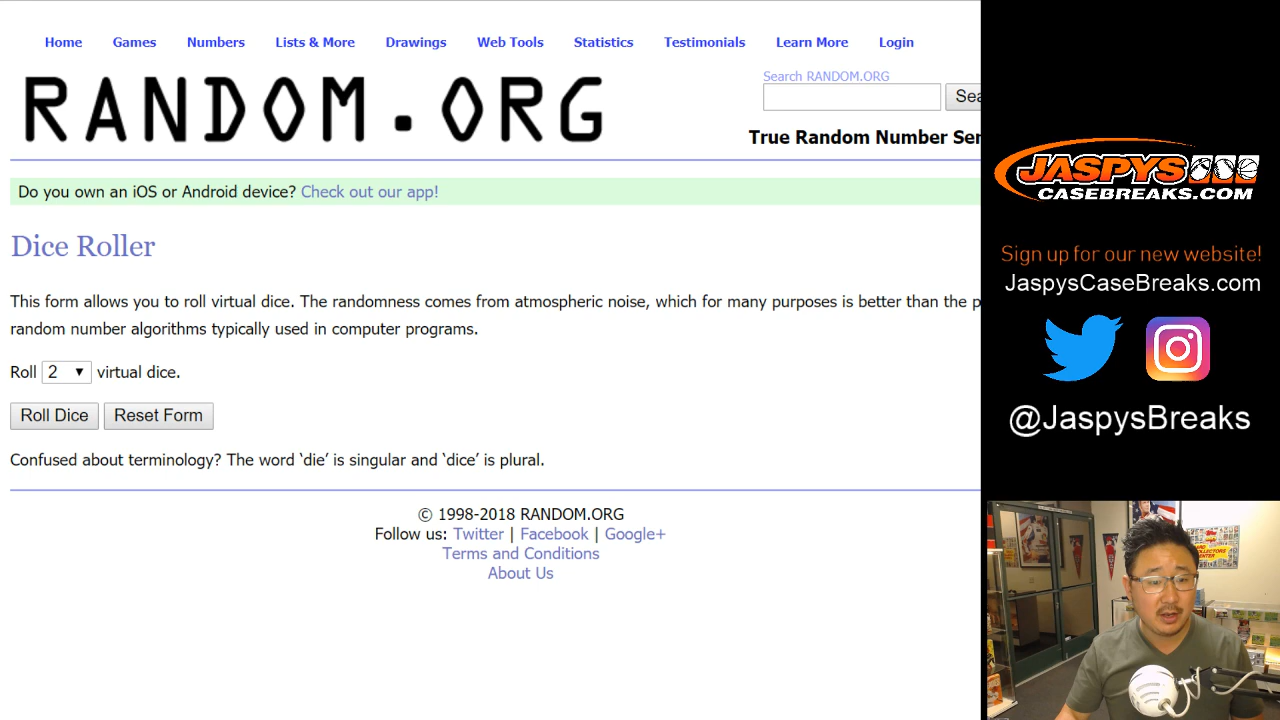 Home Games Numbers Lists & More Drawings Web Tools Statistics Testimonials Learn More Login
RANDOM.ORG
Search RANDOM.ORG
Sea
True Random Number Ser
Do you own an iOS or Android device? Check out our app!
Dice Roller
This form allows you to roll virtual dice. The randomness comes from atmospheric noise, which for many purposes is better than the p
random number algorithms typically used in computer programs.
Roll 2 virtual dice.
Roll Dice Reset Form
Confused about terminology? The word ‘die’ is singular and ‘dice’ is plural.
© 1998-2018 RANDOM.ORG
Follow us: Twitter | Facebook | Google+
Terms and Conditions
About Us
JASPYS
CASEBREAKS.COM
Sign up for our new website!
JaspysCaseBreaks.com
@JaspysBreaks